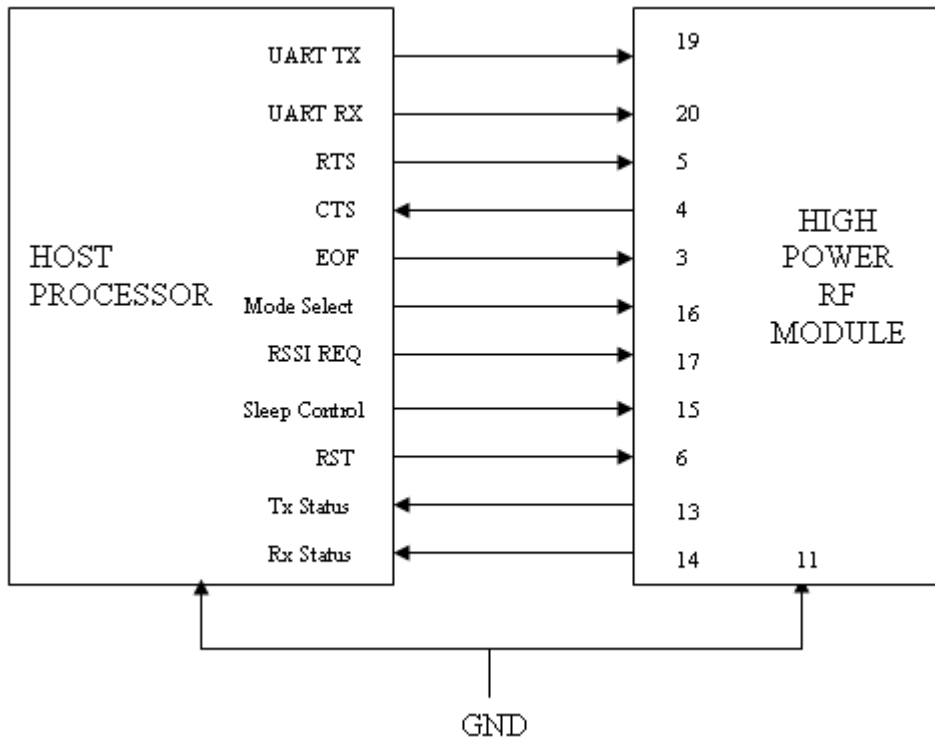 UART TX
19
UART RX
20
RTS
5
CTS
4
HOST
PROCESSOR
EOF
3
HIGH
POWER
RF
MODULE
Mode Select
16
RSSI REQ
17
Sleep Control
15
RST
6
Tx Status
13
Rx Status
14
11
GND